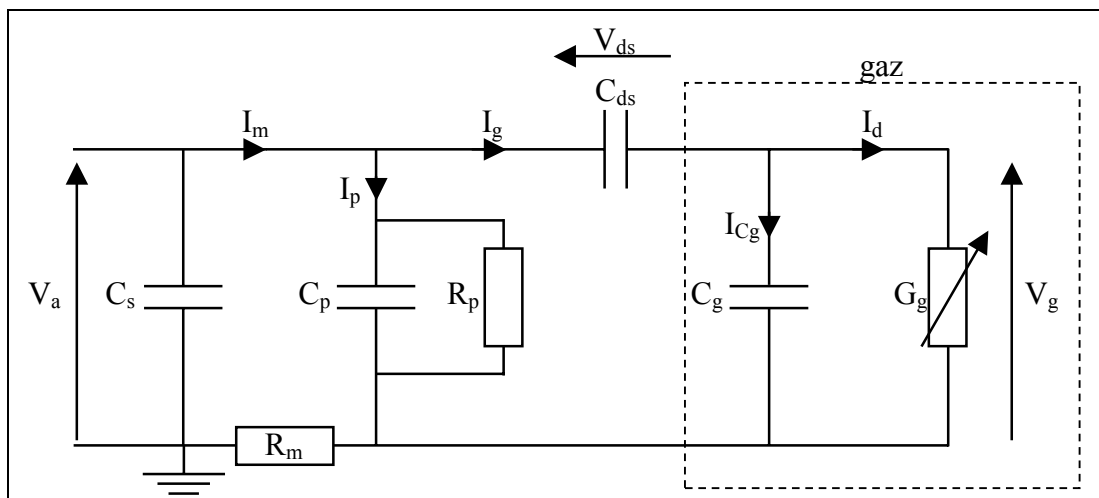 V_ds
gaz
C_ds
I_m
I_g
I_d
I_p
I_Cg
V_a
C_s
C_p
R_p
C_g
G_g
V_g
R_m